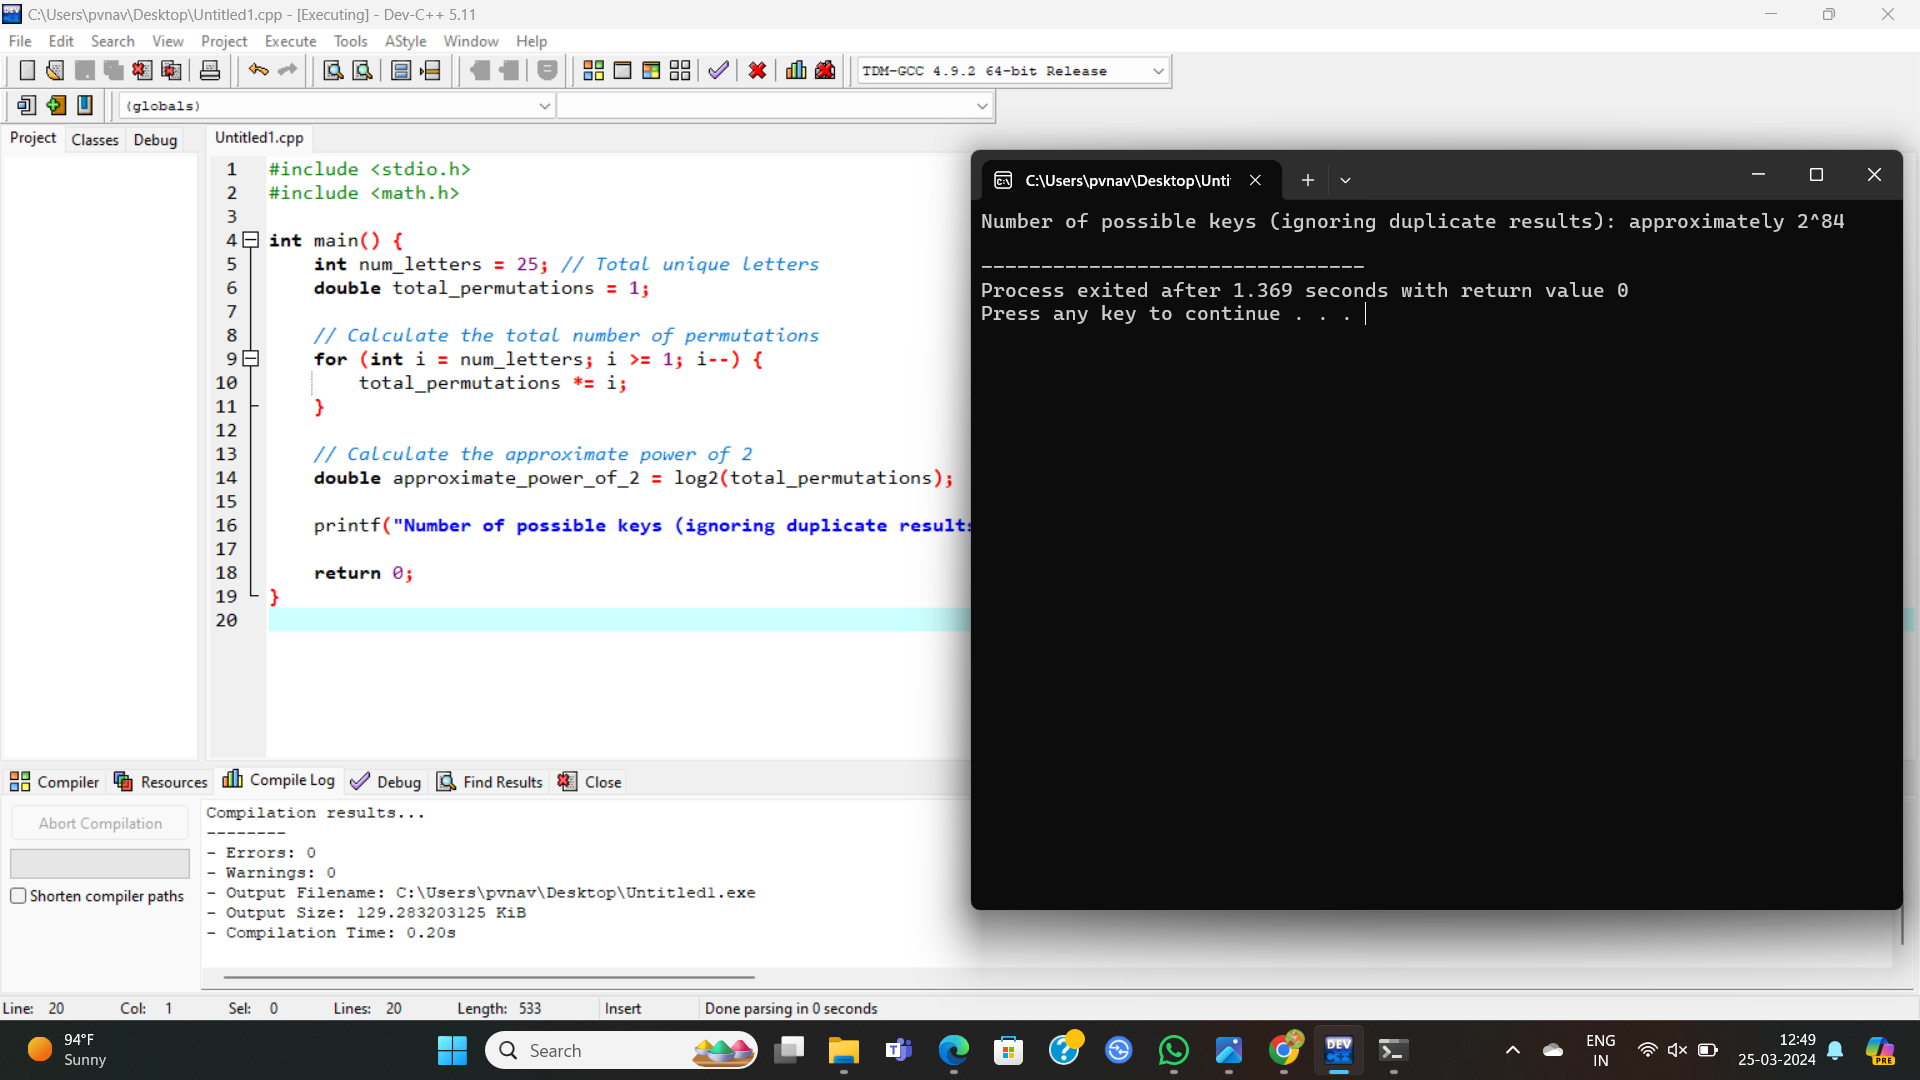 C:\Users\pvnav\Desktop\Untitled1.cpp - [Executing] - Dev-C++ 5.11
File Edit Search View Project Execute Tools AStyle Window Help
TDM-GCC 4.9.2 64-bit Release
(globals)
Project Classes Debug
Untitled1.cpp
1 #include <stdio.h>
2 #include <math.h>
3
4 int main() {
5 int num_letters = 25; // Total unique letters
6 double total_permutations = 1;
7
8 // Calculate the total number of permutations
9 for (int i = num_letters; i >= 1; i--) {
10 total_permutations *= i;
11 }
12
13 // Calculate the approximate power of 2
14 double approximate_power_of_2 = log2(total_permutations);
15
16 printf("Number of possible keys (ignoring duplicate results
17
18 return 0;
19 }
20
C:\Users\pvnav\Desktop\Unti
Number of possible keys (ignoring duplicate results): approximately 2^84
--------------------------------
Process exited after 1.369 seconds with return value 0
Press any key to continue . . .
Compiler Resources Compile Log Debug Find Results Close
Abort Compilation
Shorten compiler paths
Compilation results...
--------
- Errors: 0
- Warnings: 0
- Output Filename: C:\Users\pvnav\Desktop\Untitled1.exe
- Output Size: 129.283203125 KiB
- Compilation Time: 0.20s
Line: 20 Col: 1 Sel: 0 Lines: 20 Length: 533 Insert Done parsing in 0 seconds
94°F
Sunny
Search
DEV
PRE
ENG
IN
12:49
25-03-2024